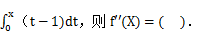 ∫₀ˣ（t－1)dt，则 f″(X) =（ ）.